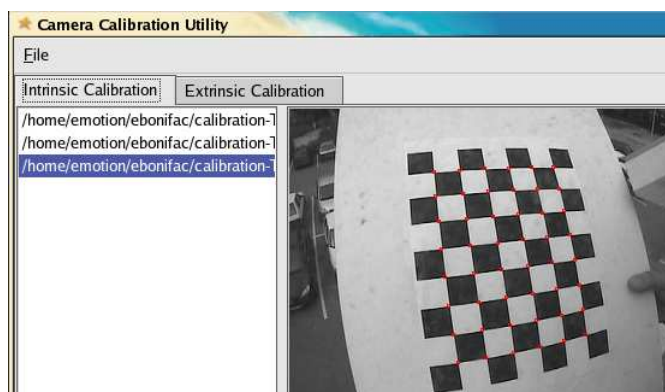 Camera Calibration Utility
File
Intrinsic Calibration
Extrinsic Calibration
/home/emotion/ebonifac/calibration-T
/home/emotion/ebonifac/calibration-T
/home/emotion/ebonifac/calibration-T